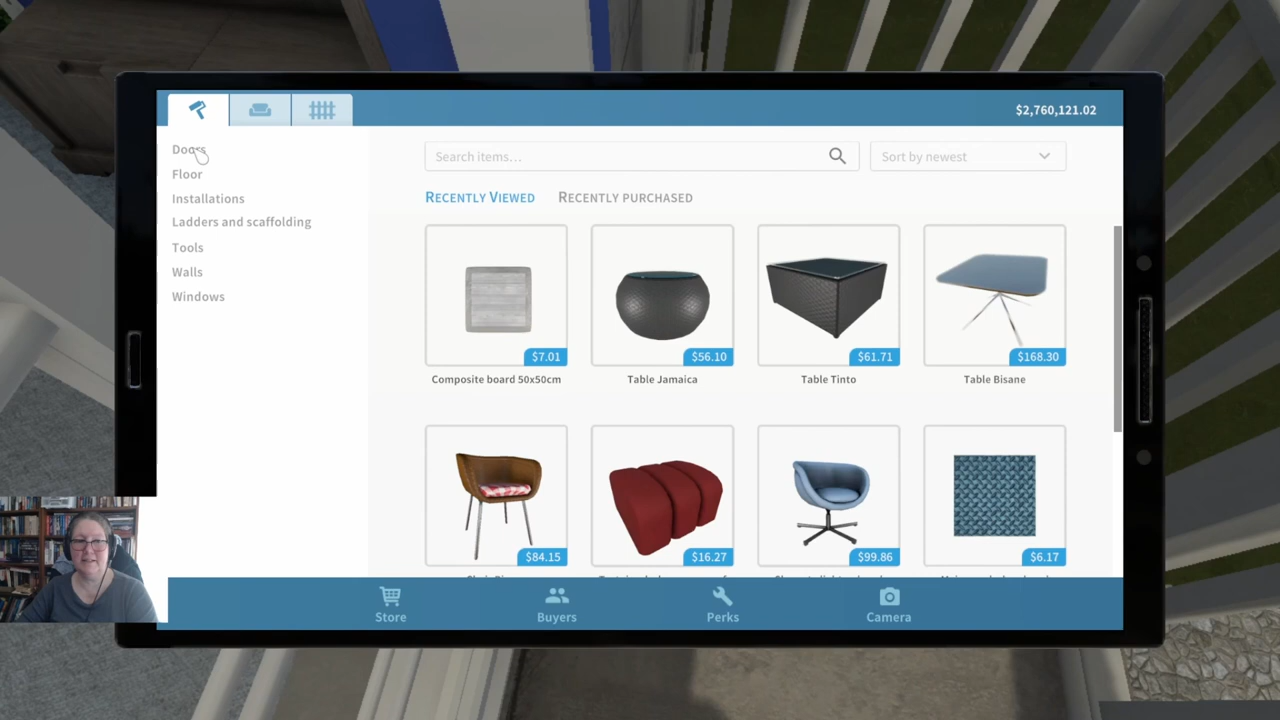 $2,760,121.02
Doors
Floor
Installations
Ladders and scaffolding
Tools
Walls
Windows
Search items...
Sort by newest
RECENTLY VIEWED
RECENTLY PURCHASED
$7.01
$56.10
$61.71
$168.30
Composite board 50x50cm
Table Jamaica
Table Tinto
Table Bisane
$84.15
$16.27
$99.86
$6.17
Store
Buyers
Perks
Camera